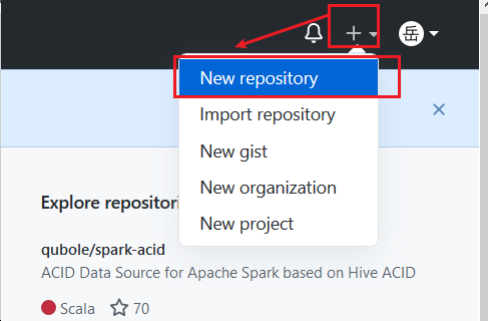 岳
New repository
Import repository
New gist
New organization
New project
Explore repositori
qubole/spark-acid
ACID Data Source for Apache Spark based on Hive ACID
Scala 70